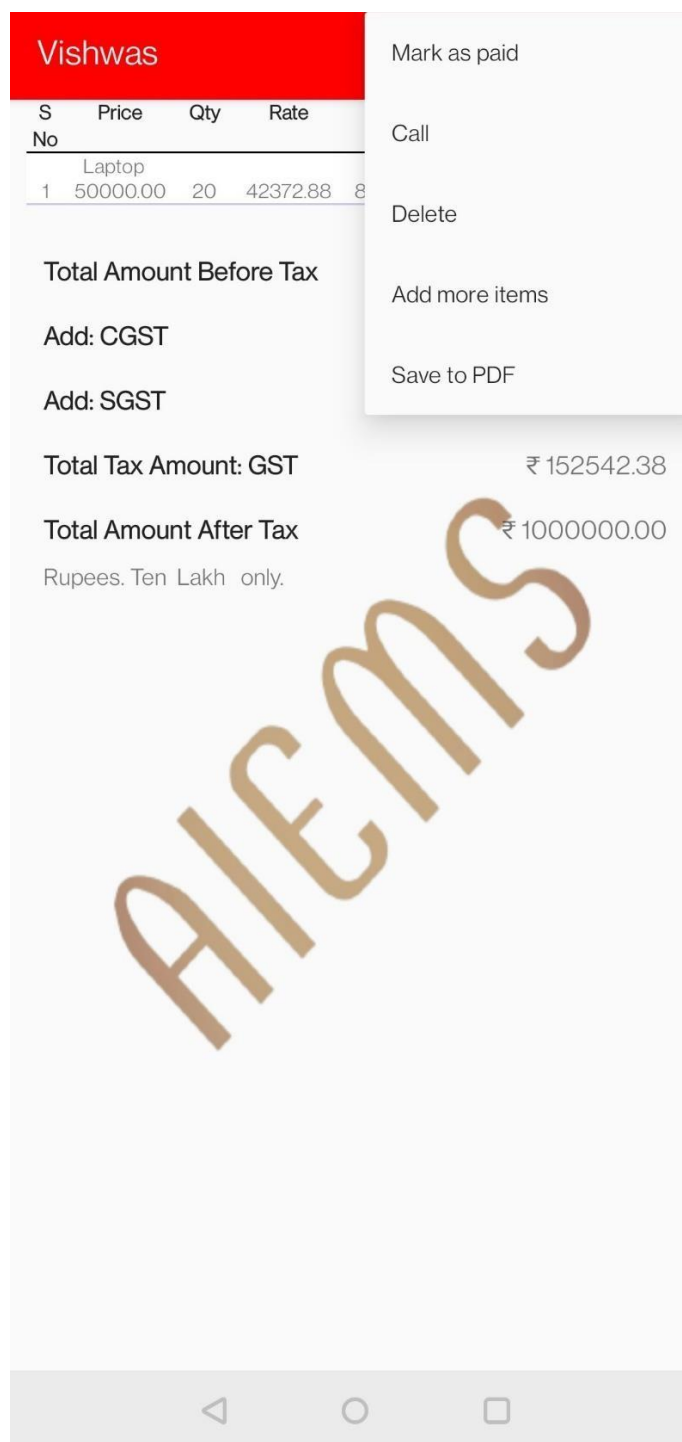 Vishwas
Mark as paid
Call
Delete
Add more items
Save to PDF
S No Price Qty Rate
Laptop
1 50000.00 20 42372.88 8
Total Amount Before Tax
Add: CGST
Add: SGST
Total Tax Amount: GST ₹ 152542.38
Total Amount After Tax ₹ 1000000.00
Rupees. Ten Lakh only.
AIEMS